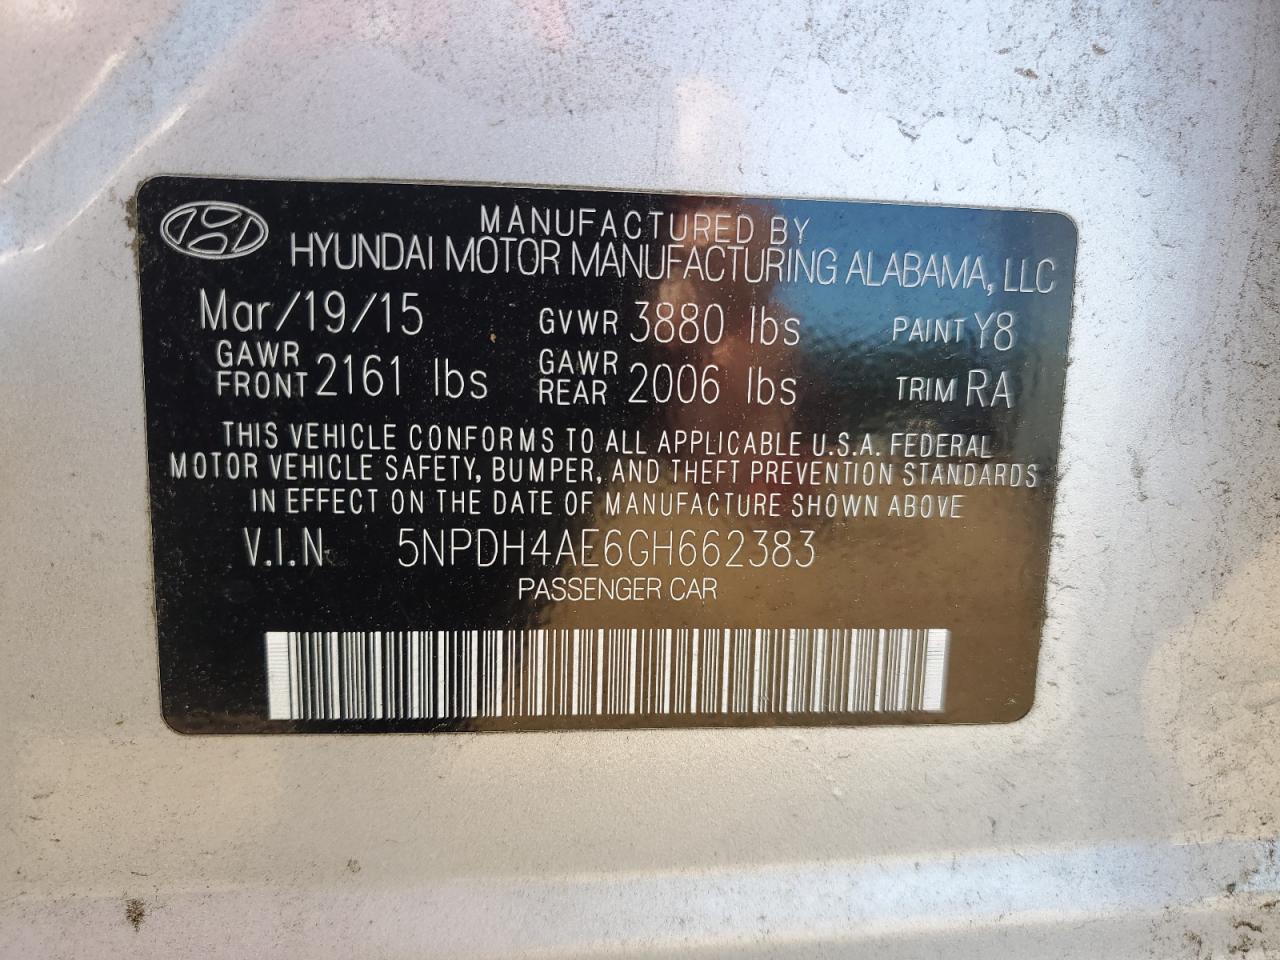 MANUFACTURED BY
HYUNDAI MOTOR MANUFACTURING ALABAMA, LLC
Mar/19/15 GVWR 3880 lbs PAINT Y8
GAWR FRONT 2161 lbs GAWR REAR 2006 lbs TRIM RA
THIS VEHICLE CONFORMS TO ALL APPLICABLE U.S.A. FEDERAL
MOTOR VEHICLE SAFETY, BUMPER, AND THEFT PREVENTION STANDARDS
IN EFFECT ON THE DATE OF MANUFACTURE SHOWN ABOVE
V.I.N 5NPDH4AE6GH662383
PASSENGER CAR